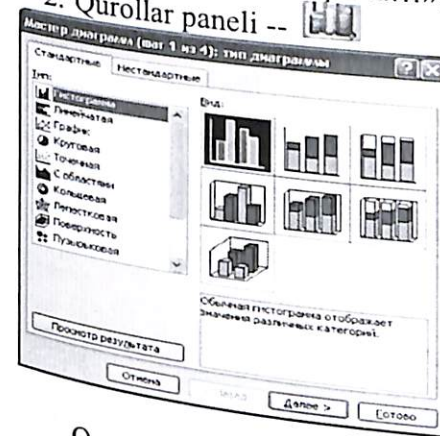 2. Qurollar paneli --
Мастер диаграмм (шаг 1 из 4): тип диаграммы
Стандартные Нестандартные
Тип:
Вид:
Гистограмма
Линейчатая
График
Круговая
Точечная
С областями
Кольцевая
Лепестковая
Поверхность
Пузырьковая
Обычная гистограмма отображает
значения различных категорий.
Просмотр результата
Отмена Далее > Готово